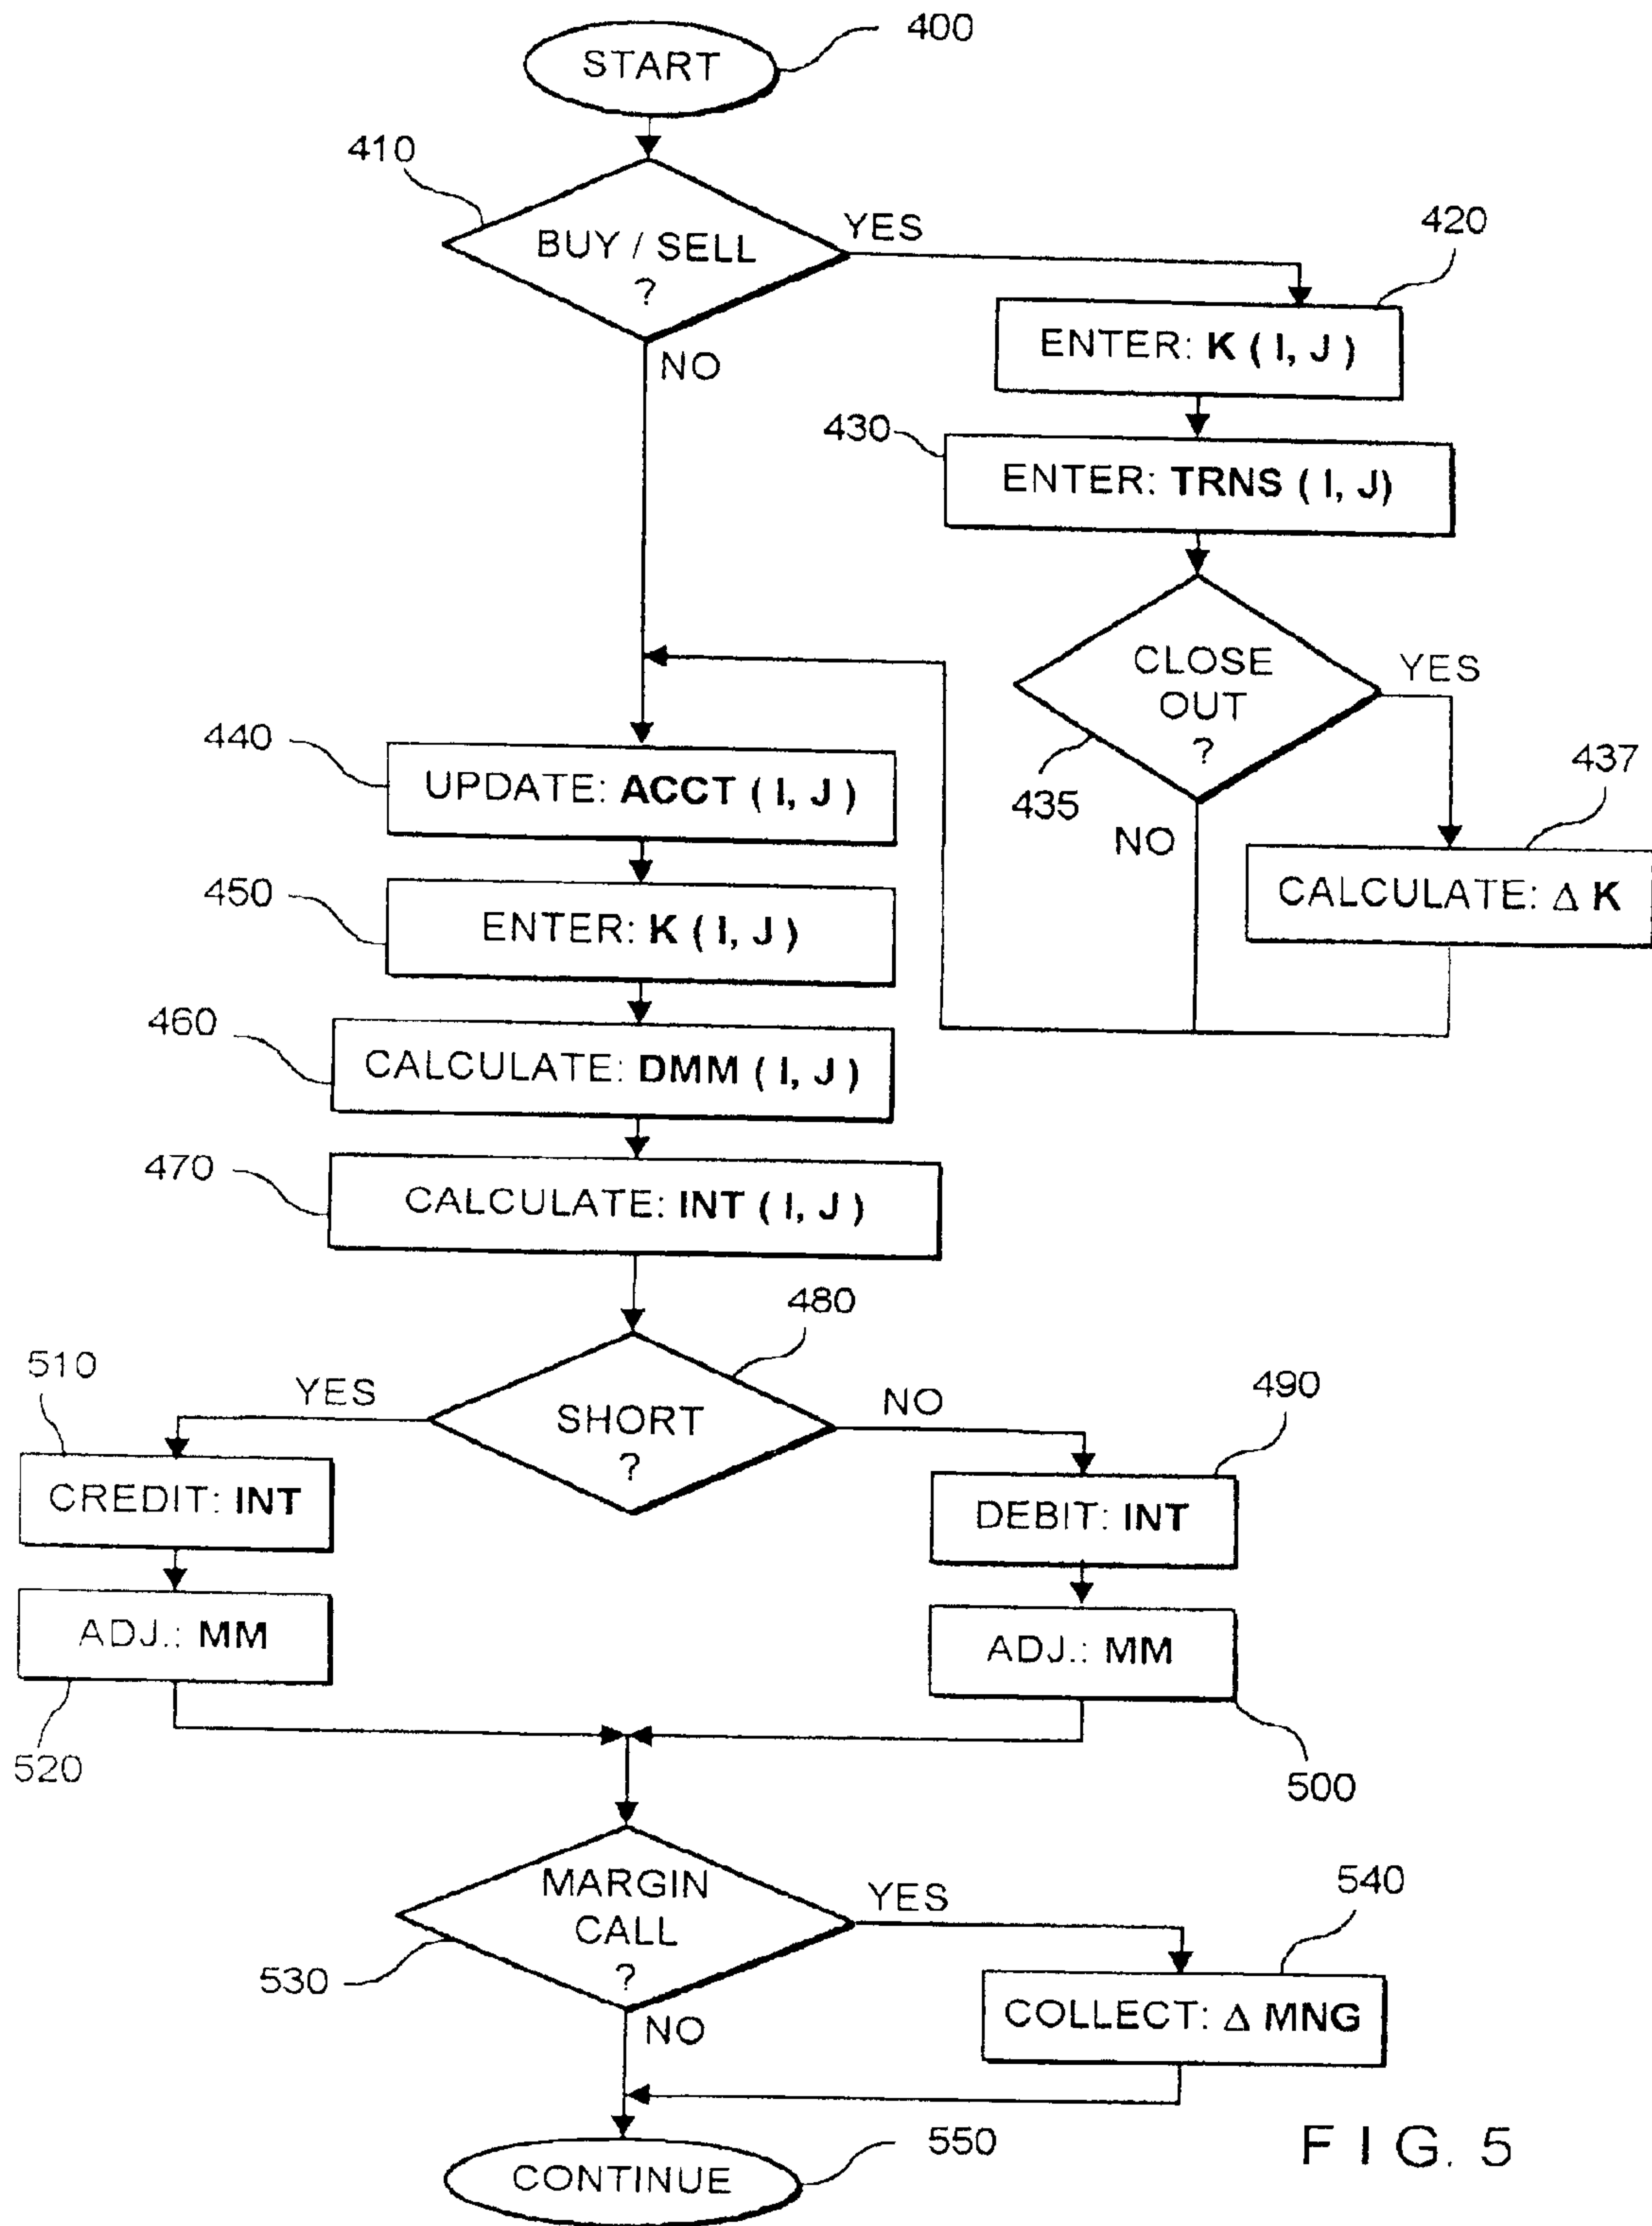 400
START
410
BUY / SELL
?
YES
NO
420
ENTER: K ( I, J )
430
ENTER: TRNS ( I, J)
CLOSE
OUT
?
YES
435
NO
437
CALCULATE: Δ K
440
UPDATE: ACCT ( I, J )
450
ENTER: K ( I, J )
460
CALCULATE: DMM ( I, J )
470
CALCULATE: INT ( I, J )
480
SHORT
?
YES
NO
510
CREDIT: INT
490
DEBIT: INT
ADJ.: MM
520
ADJ.: MM
500
MARGIN
CALL
?
530
YES
NO
540
COLLECT: Δ MNG
550
CONTINUE
FIG. 5